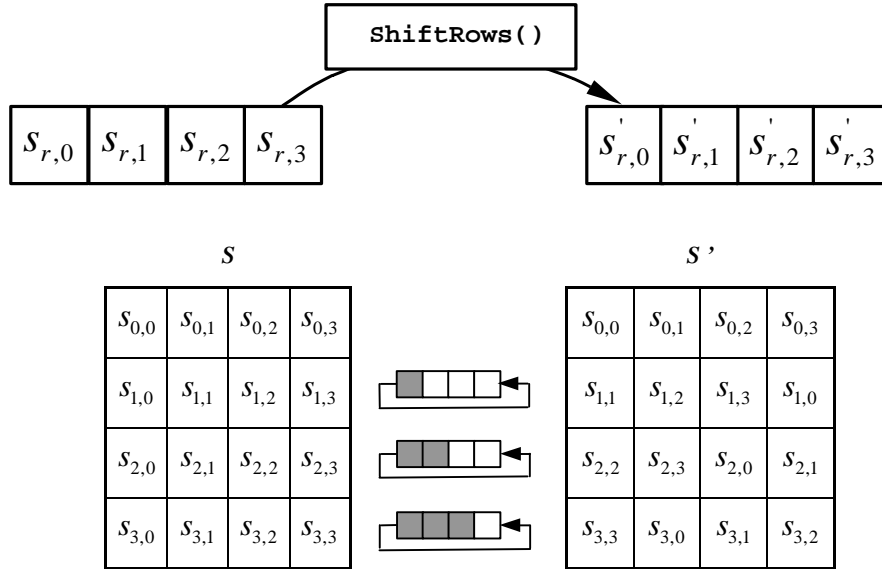 ShiftRows()
s_{r,0} s_{r,1} s_{r,2} s_{r,3} s'_{r,0} s'_{r,1} s'_{r,2} s'_{r,3}
S S'
s_{0,0} s_{0,1} s_{0,2} s_{0,3} s_{0,0} s_{0,1} s_{0,2} s_{0,3}
s_{1,0} s_{1,1} s_{1,2} s_{1,3} s_{1,1} s_{1,2} s_{1,3} s_{1,0}
s_{2,0} s_{2,1} s_{2,2} s_{2,3} s_{2,2} s_{2,3} s_{2,0} s_{2,1}
s_{3,0} s_{3,1} s_{3,2} s_{3,3} s_{3,3} s_{3,0} s_{3,1} s_{3,2}